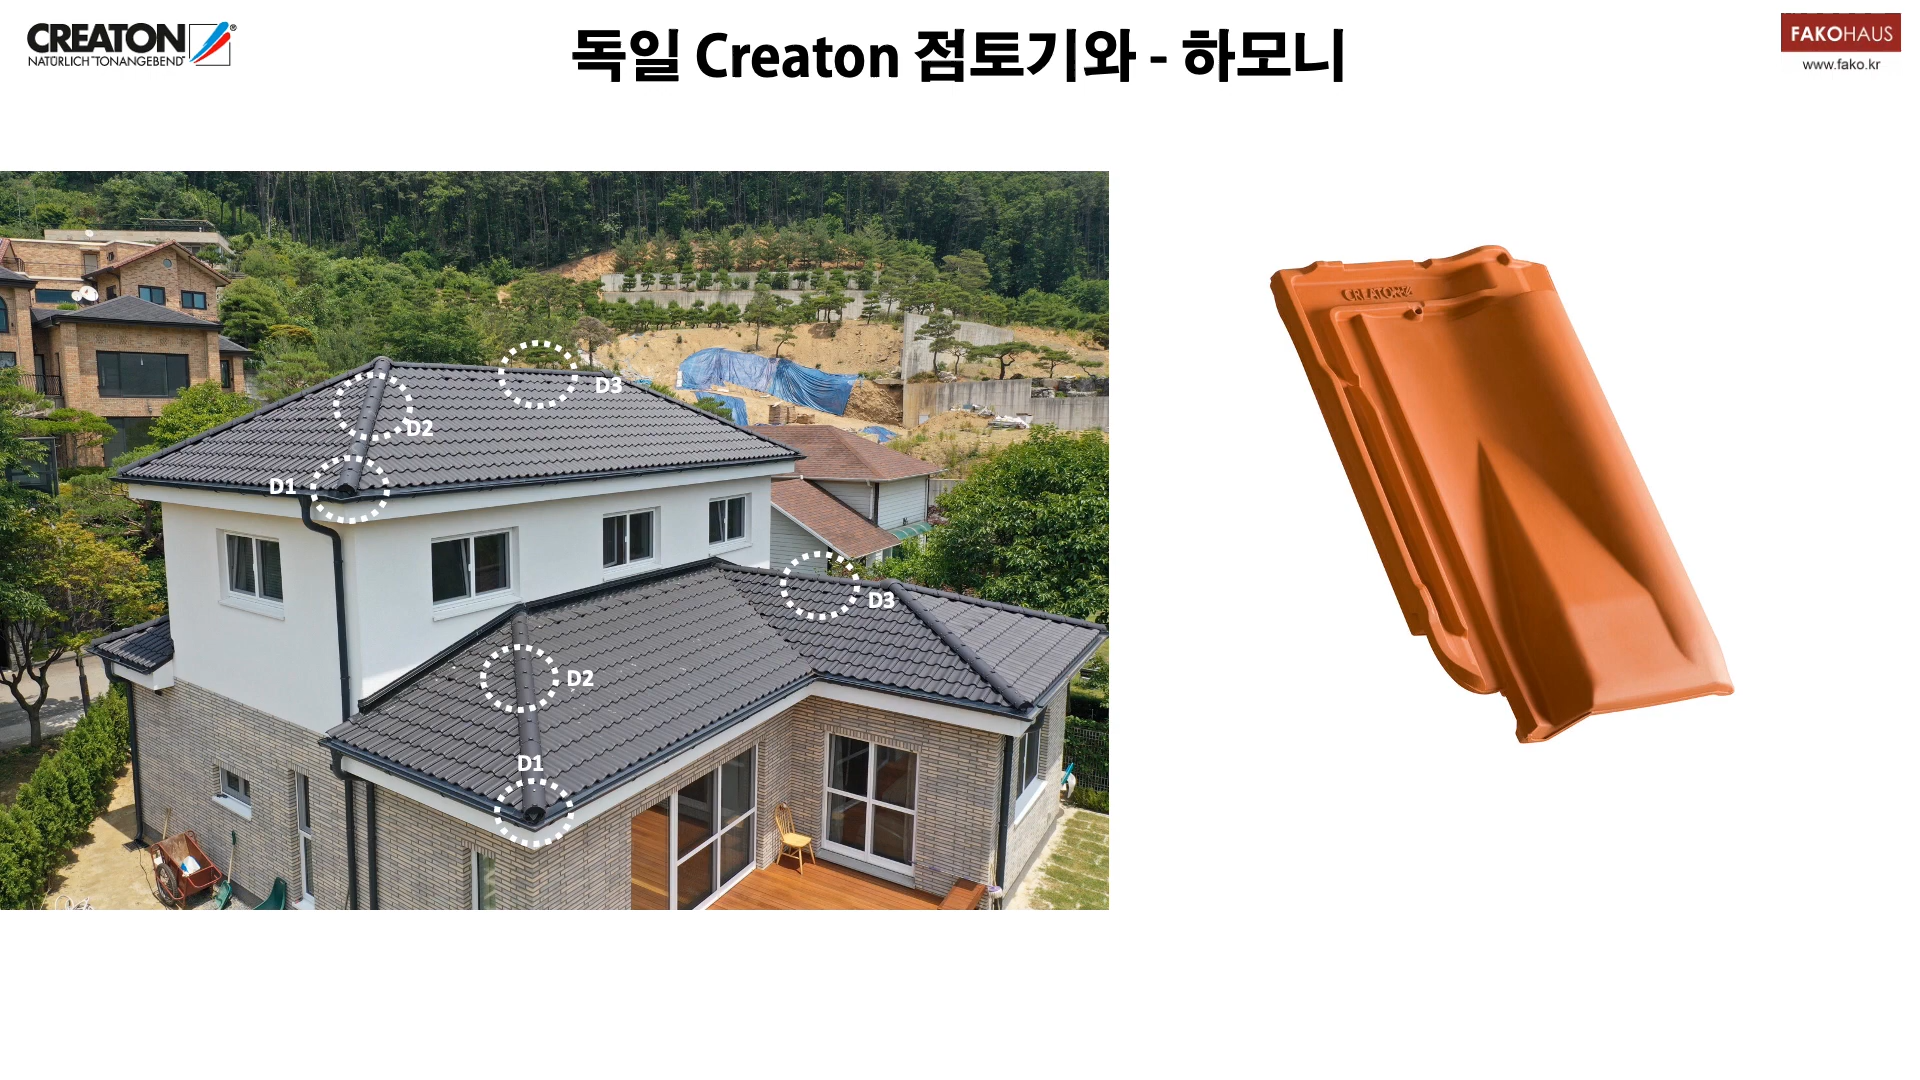 CREATON®
NATÜRLICH TONANGEBEND
독일 Creaton 점토기와 - 하모니
FAKOHAUS
www.fako.kr
D3
D2
D1
D3
D2
D1
CREATON